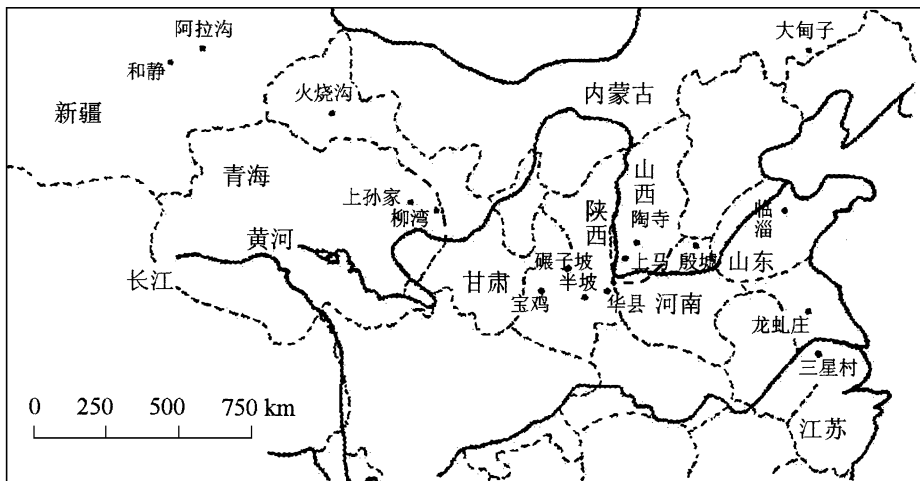 阿拉沟
和静
新疆
火烧沟
内蒙古
大甸子
青海
上孙家
柳湾
黄河
长江
甘肃
陕西
山西
陶寺
碾子坡
半坡
宝鸡
上马
殷墟
华县
河南
山东
临淄
龙虬庄
三星村
江苏
0 250 500 750 km